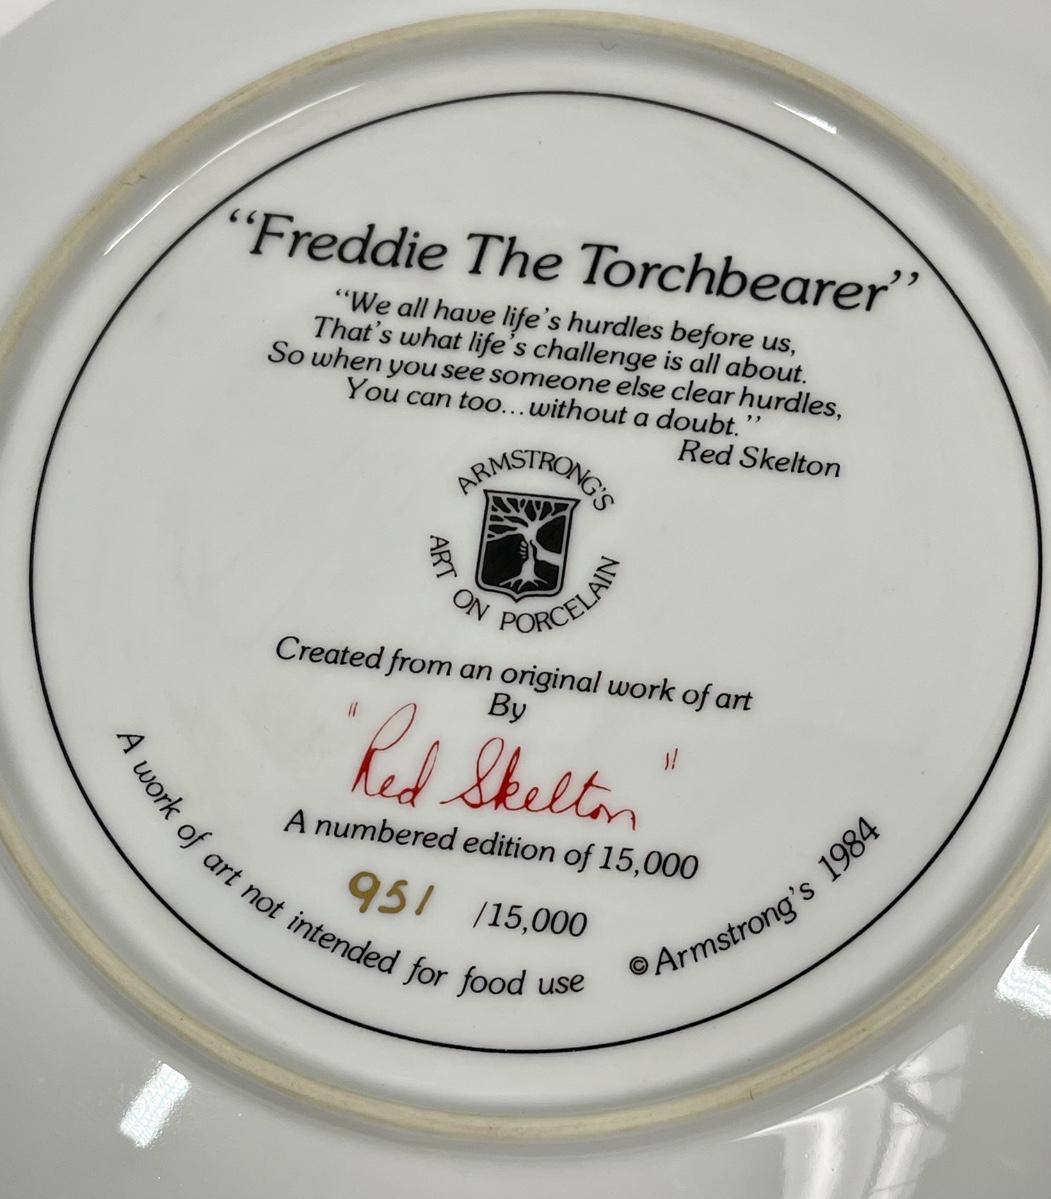 “Freddie The Torchbearer”
“We all have life's hurdles before us,
That's what life's challenge is all about.
So when you see someone else clear hurdles,
You can too...without a doubt.”
Red Skelton
ARMSTRONG'S
ART ON PORCELAIN
Created from an original work of art
By
"Red Skelton"
A numbered edition of 15,000
951 /15,000
A work of art not intended for food use
© Armstrong's 1984